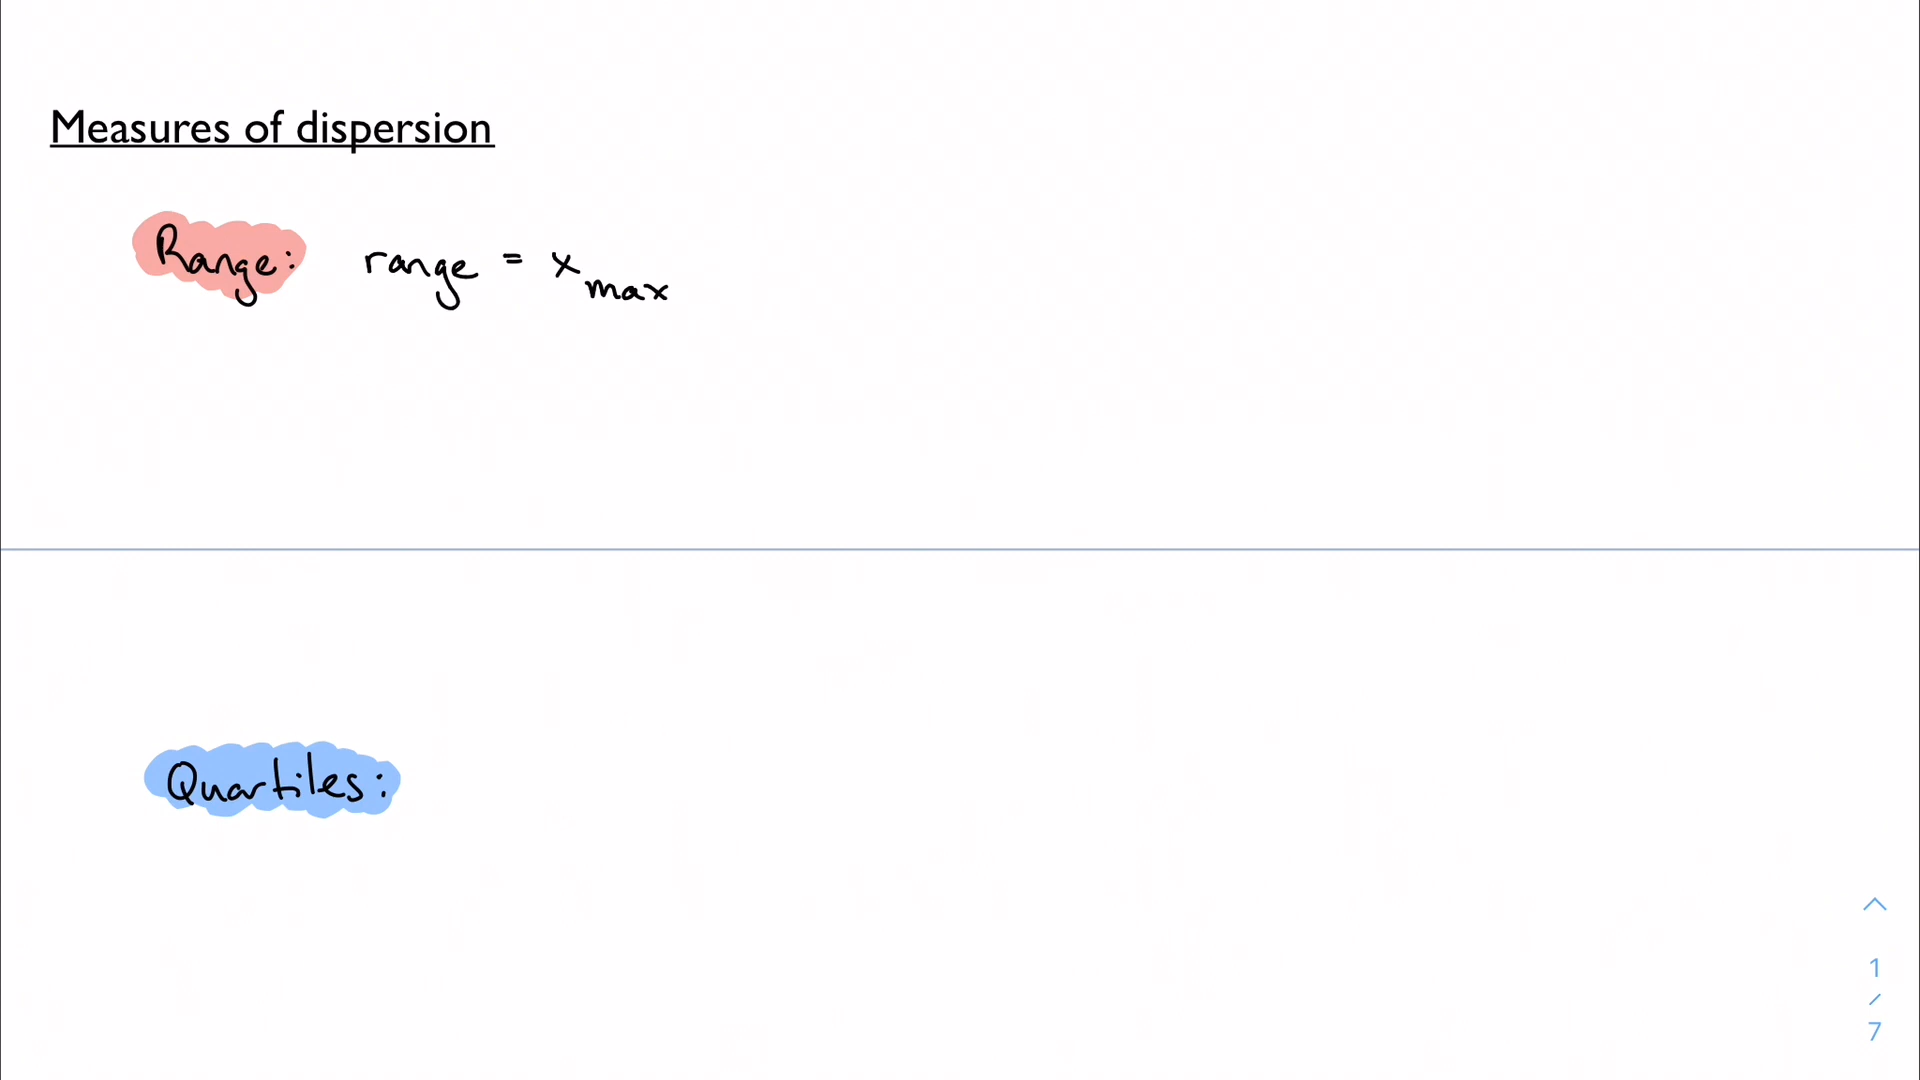 Measures of dispersion
Range: range = x max
Quartiles:
1
/
7